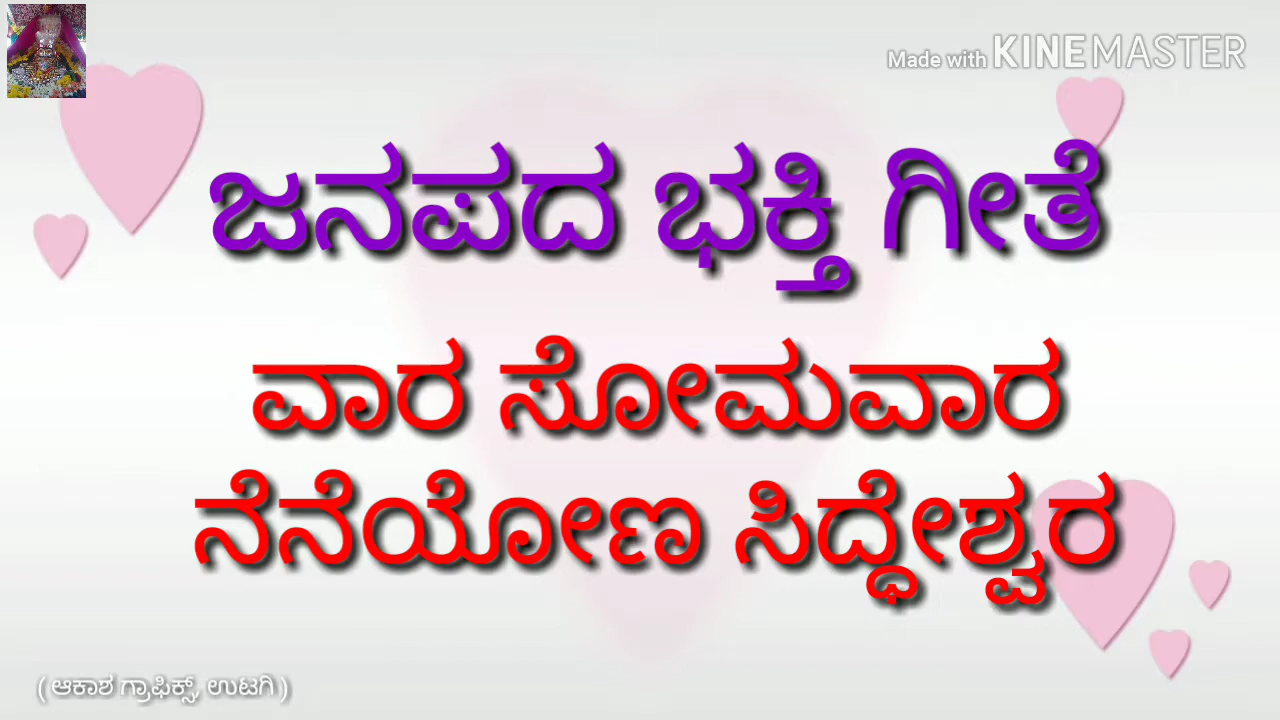 Made with KINEMASTER
ಜನಪದ ಭಕ್ತಿ ಗೀತೆ
ವಾರ ಸೋಮವಾರ
ನೆನೆಯೋಣ ಸಿದ್ಧೇಶ್ವರ
( ಆಕಾಶ ಗ್ರಾಫಿಕ್ಸ್, ಉಟಗಿ )